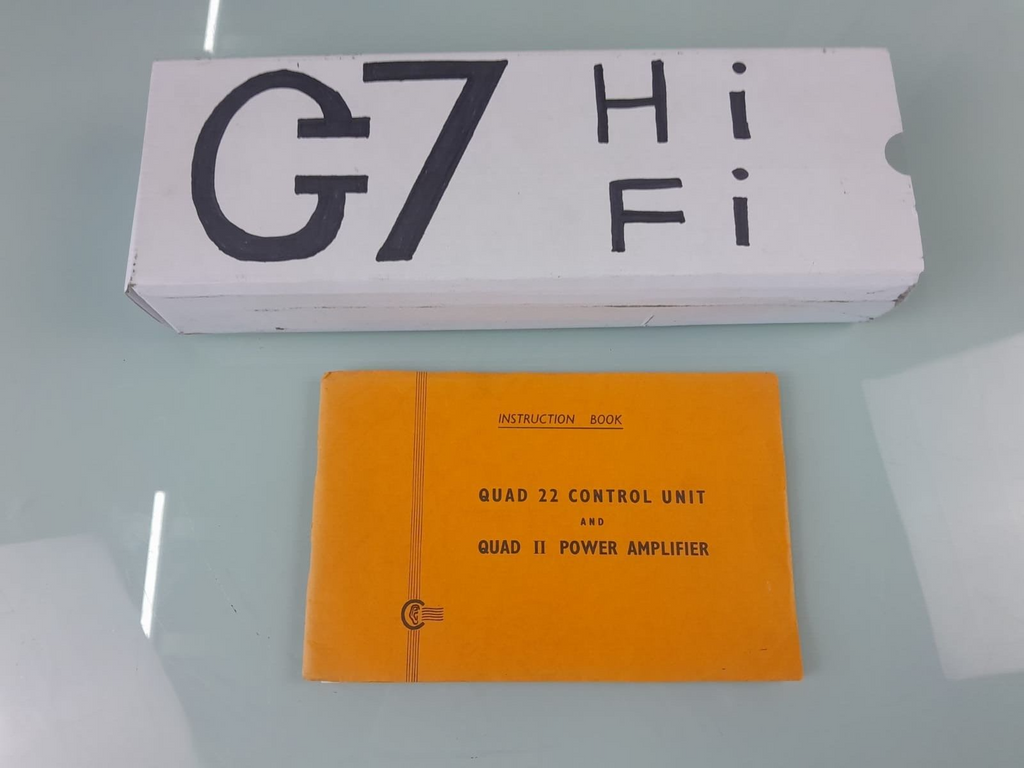 G7 Hi
Fi
INSTRUCTION BOOK
QUAD 22 CONTROL UNIT
AND
QUAD II POWER AMPLIFIER